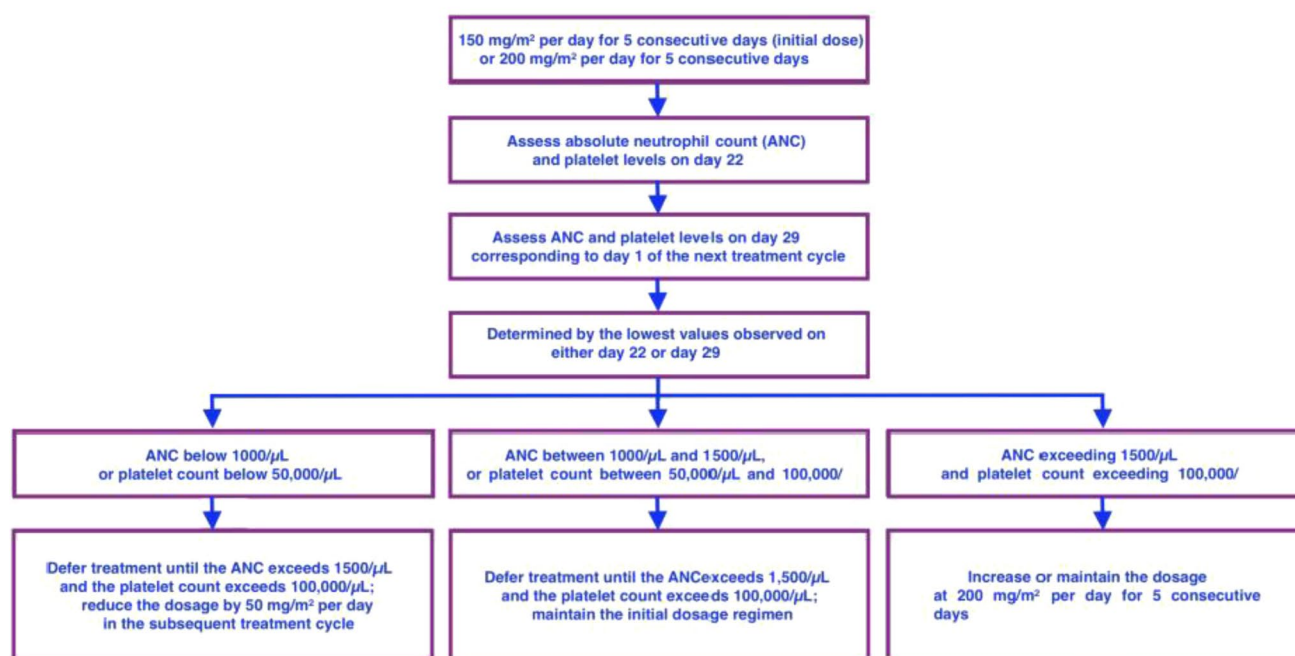 150 mg/m² per day for 5 consecutive days (initial dose)
or 200 mg/m² per day for 5 consecutive days
Assess absolute neutrophil count (ANC)
and platelet levels on day 22
Assess ANC and platelet levels on day 29
corresponding to day 1 of the next treatment cycle
Determined by the lowest values observed on
either day 22 or day 29
ANC below 1000/µL
or platelet count below 50,000/µL
ANC between 1000/µL and 1500/µL,
or platelet count between 50,000/µL and 100,000/
ANC exceeding 1500/µL
and platelet count exceeding 100,000/
Defer treatment until the ANC exceeds 1500/µL
and the platelet count exceeds 100,000/µL;
reduce the dosage by 50 mg/m² per day
in the subsequent treatment cycle
Defer treatment until the ANCexceeds 1,500/µL
and the platelet count exceeds 100,000/µL;
maintain the initial dosage regimen
Increase or maintain the dosage
at 200 mg/m² per day for 5 consecutive
days